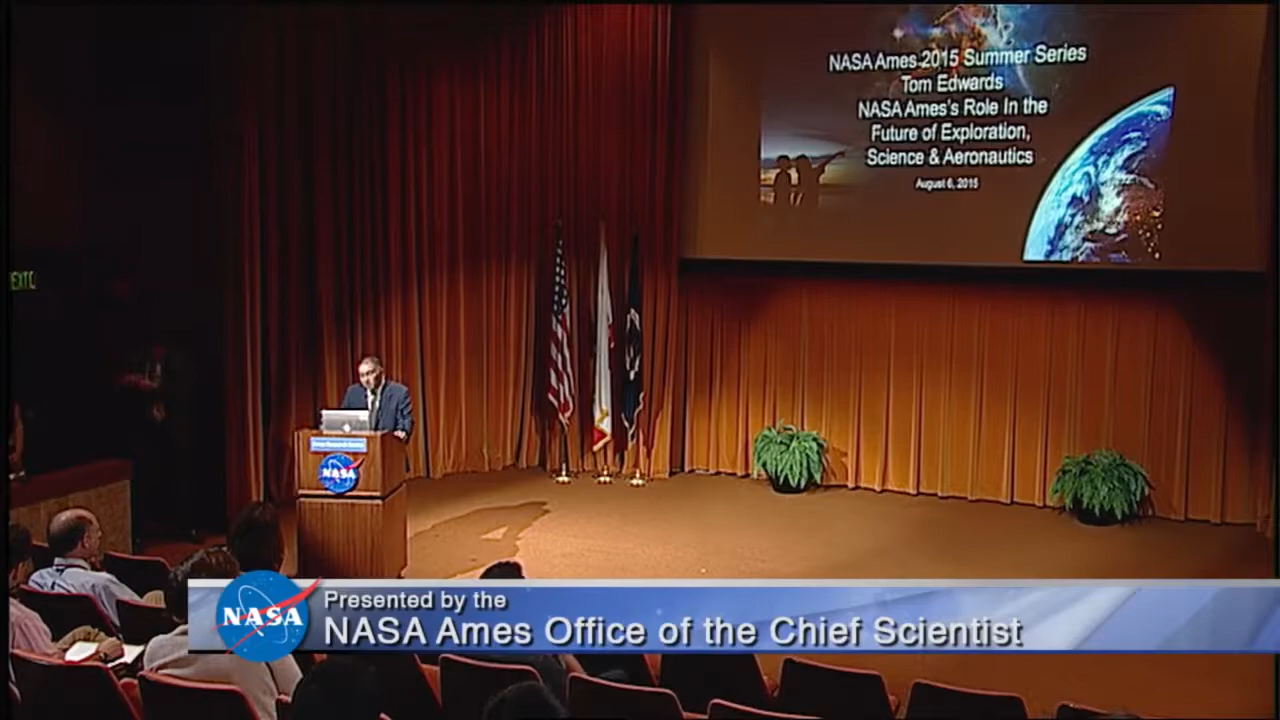 NASA Ames 2015 Summer Series
Tom Edwards
NASA Ames's Role In the
Future of Exploration,
Science & Aeronautics
August 6, 2015
EXIT
NASA
NASA
Presented by the
NASA Ames Office of the Chief Scientist